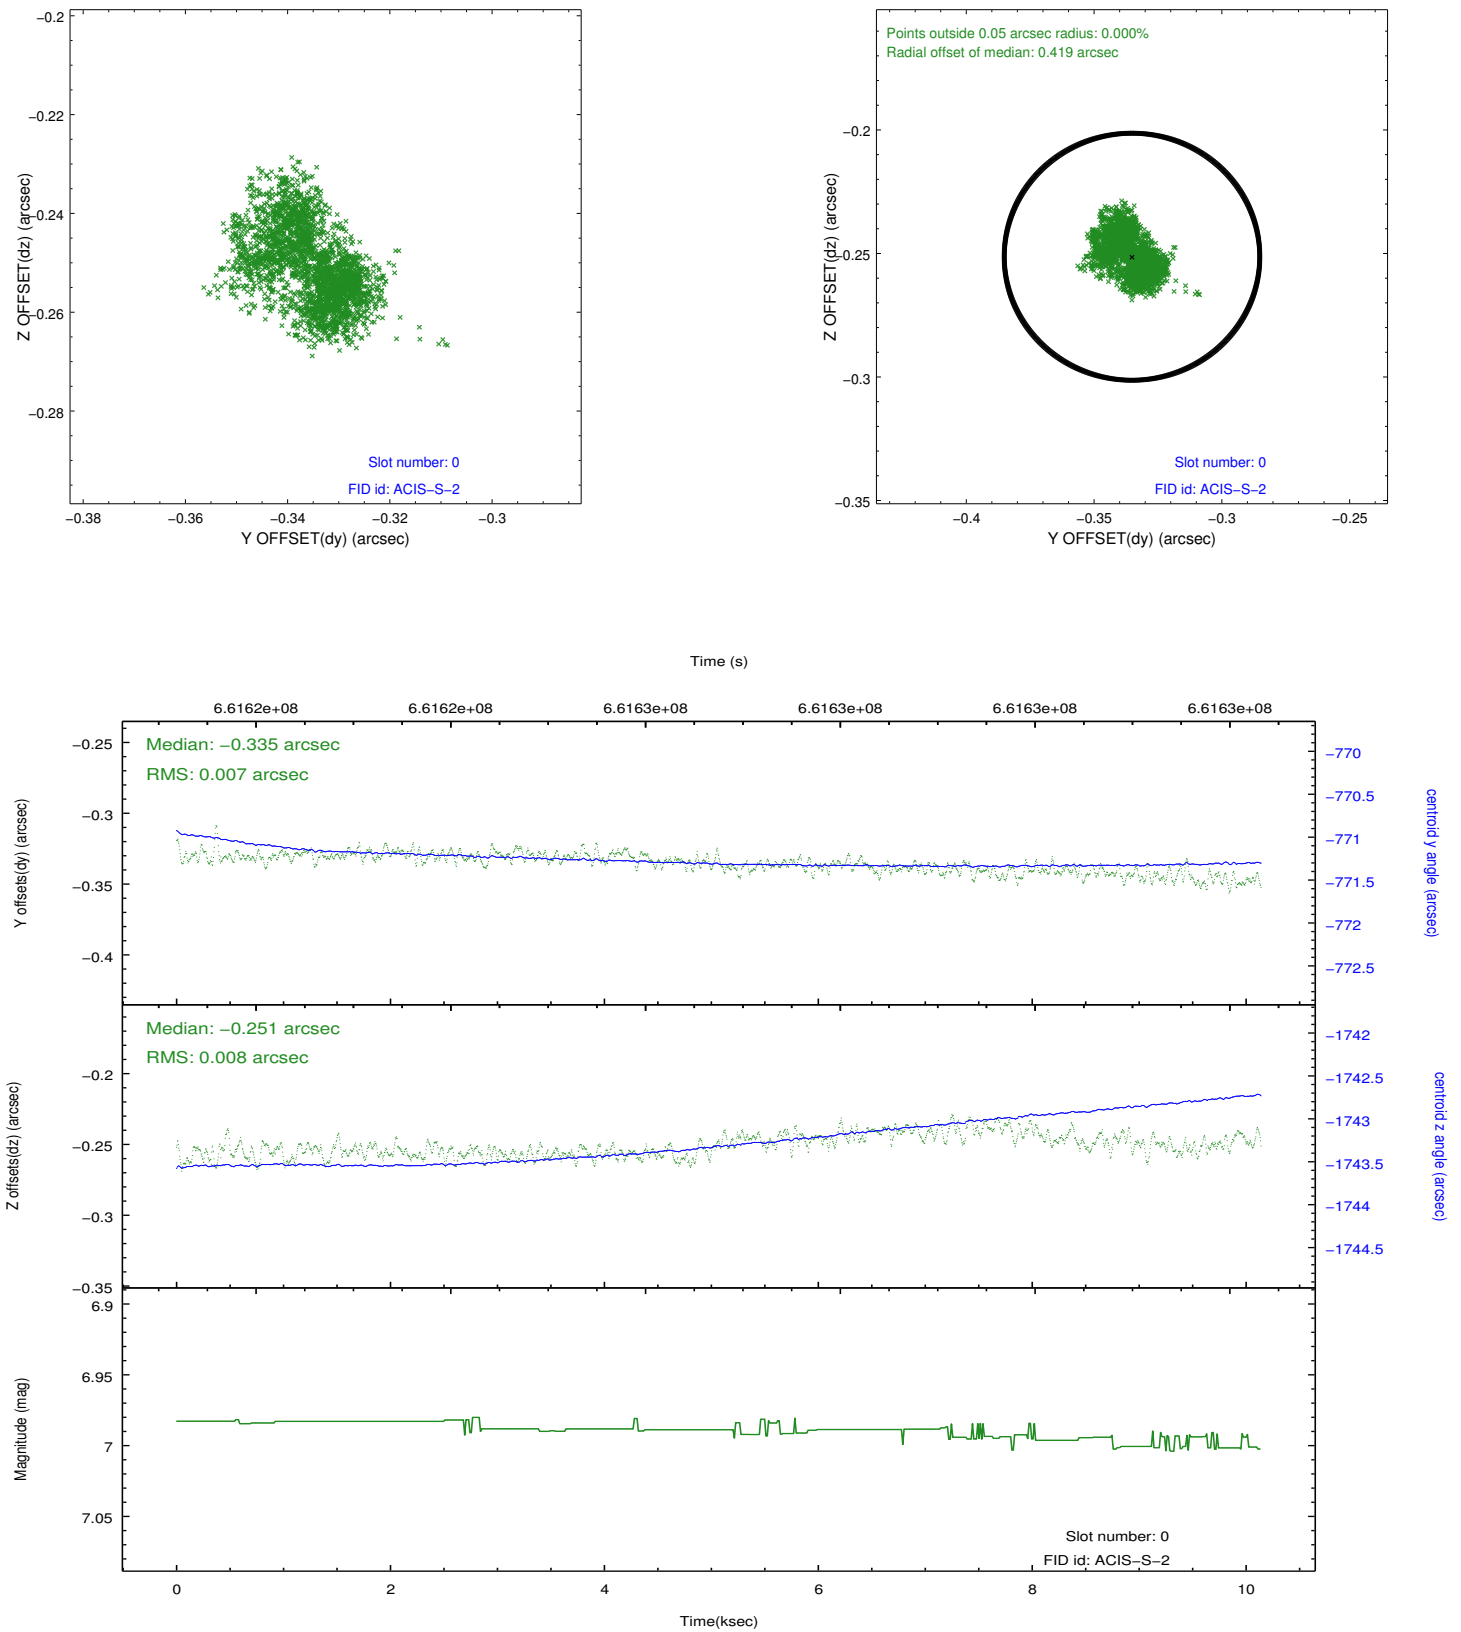 −0.2
−0.22
−0.24
−0.26
−0.28
Z OFFSET(dz) (arcsec)
Slot number: 0
FID id: ACIS−S−2
−0.38
−0.36
−0.34
−0.32
−0.3
Y OFFSET(dy) (arcsec)
Points outside 0.05 arcsec radius: 0.000%
Radial offset of median: 0.419 arcsec
−0.2
−0.25
−0.3
−0.35
Z OFFSET(dz) (arcsec)
Slot number: 0
FID id: ACIS−S−2
−0.4
−0.35
−0.3
−0.25
Y OFFSET(dy) (arcsec)
Time (s)
6.6162e+08
6.6162e+08
6.6163e+08
6.6163e+08
6.6163e+08
6.6163e+08
Median: −0.335 arcsec
RMS: 0.007 arcsec
−0.25
−0.3
−0.35
−0.4
Y offsets(dy) (arcsec)
−770
−770.5
−771
−771.5
−772
−772.5
centroid y angle (arcsec)
Median: −0.251 arcsec
RMS: 0.008 arcsec
−0.2
−0.25
−0.3
−0.35
Z offsets(dz) (arcsec)
−1742
−1742.5
−1743
−1743.5
−1744
−1744.5
centroid z angle (arcsec)
6.9
6.95
7
7.05
Magnitude (mag)
Slot number: 0
FID id: ACIS−S−2
0
2
4
6
8
10
Time(ksec)